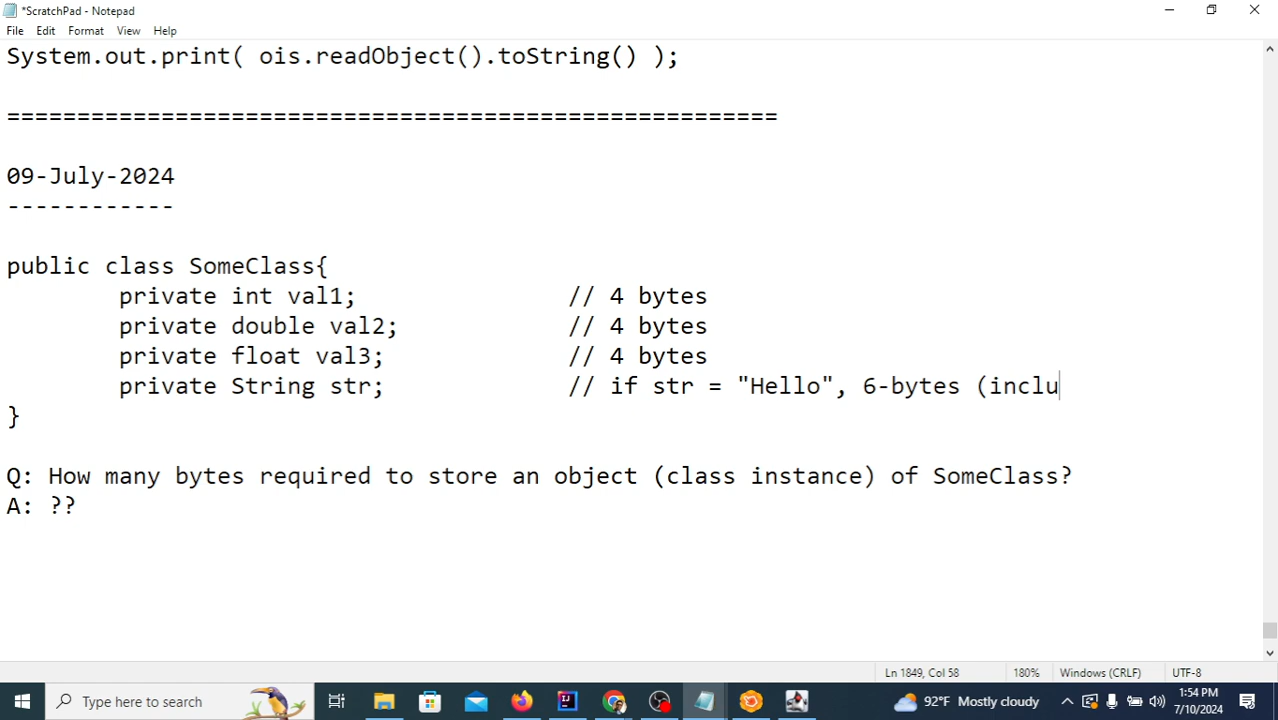 *ScratchPad - Notepad
File Edit Format View Help
System.out.print( ois.readObject().toString() );
=======================================================
09-July-2024
------------
public class SomeClass{
private int val1; // 4 bytes
private double val2; // 4 bytes
private float val3; // 4 bytes
private String str; // if str = "Hello", 6-bytes (inclu
}
Q: How many bytes required to store an object (class instance) of SomeClass?
A: ??
Ln 1849, Col 58 180% Windows (CRLF) UTF-8
Type here to search 92°F Mostly cloudy 1:54 PM
7/10/2024